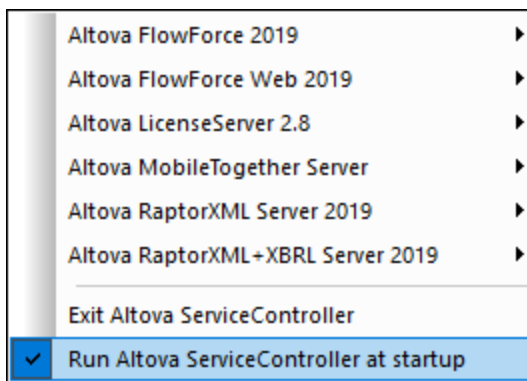 Altova FlowForce 2019
Altova FlowForce Web 2019
Altova LicenseServer 2.8
Altova MobileTogether Server
Altova RaptorXML Server 2019
Altova RaptorXML+XBRL Server 2019
Exit Altova ServiceController
Run Altova ServiceController at startup